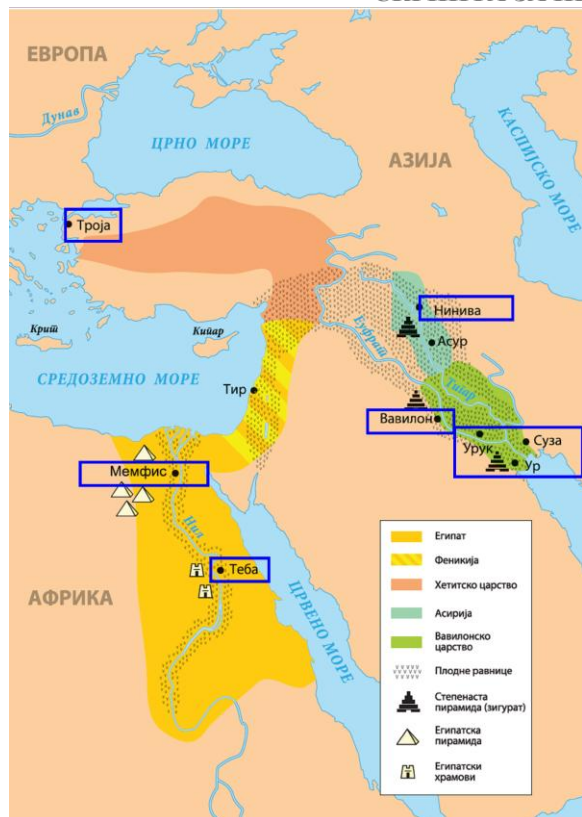 ЕВРОПА
Дунав
ЦРНО МОРЕ
АЗИЈА
КАСПИЈСКО МОРЕ
Троја
Нинива
Крит
Кипар
Еуфрат
Асур
СРЕДОЗЕМНО МОРЕ
Тир
Тигар
Вавилон
Урук
Суза
Ур
Мемфис
Нил
Теба
АФРИКА
ЦРВЕНО МОРЕ
Египат
Феникија
Хетитско царство
Асирија
Вавилонско
царство
Плодне равнице
Степенаста
пирамида (зигурат)
Египатска
пирамида
Египатски
храмови